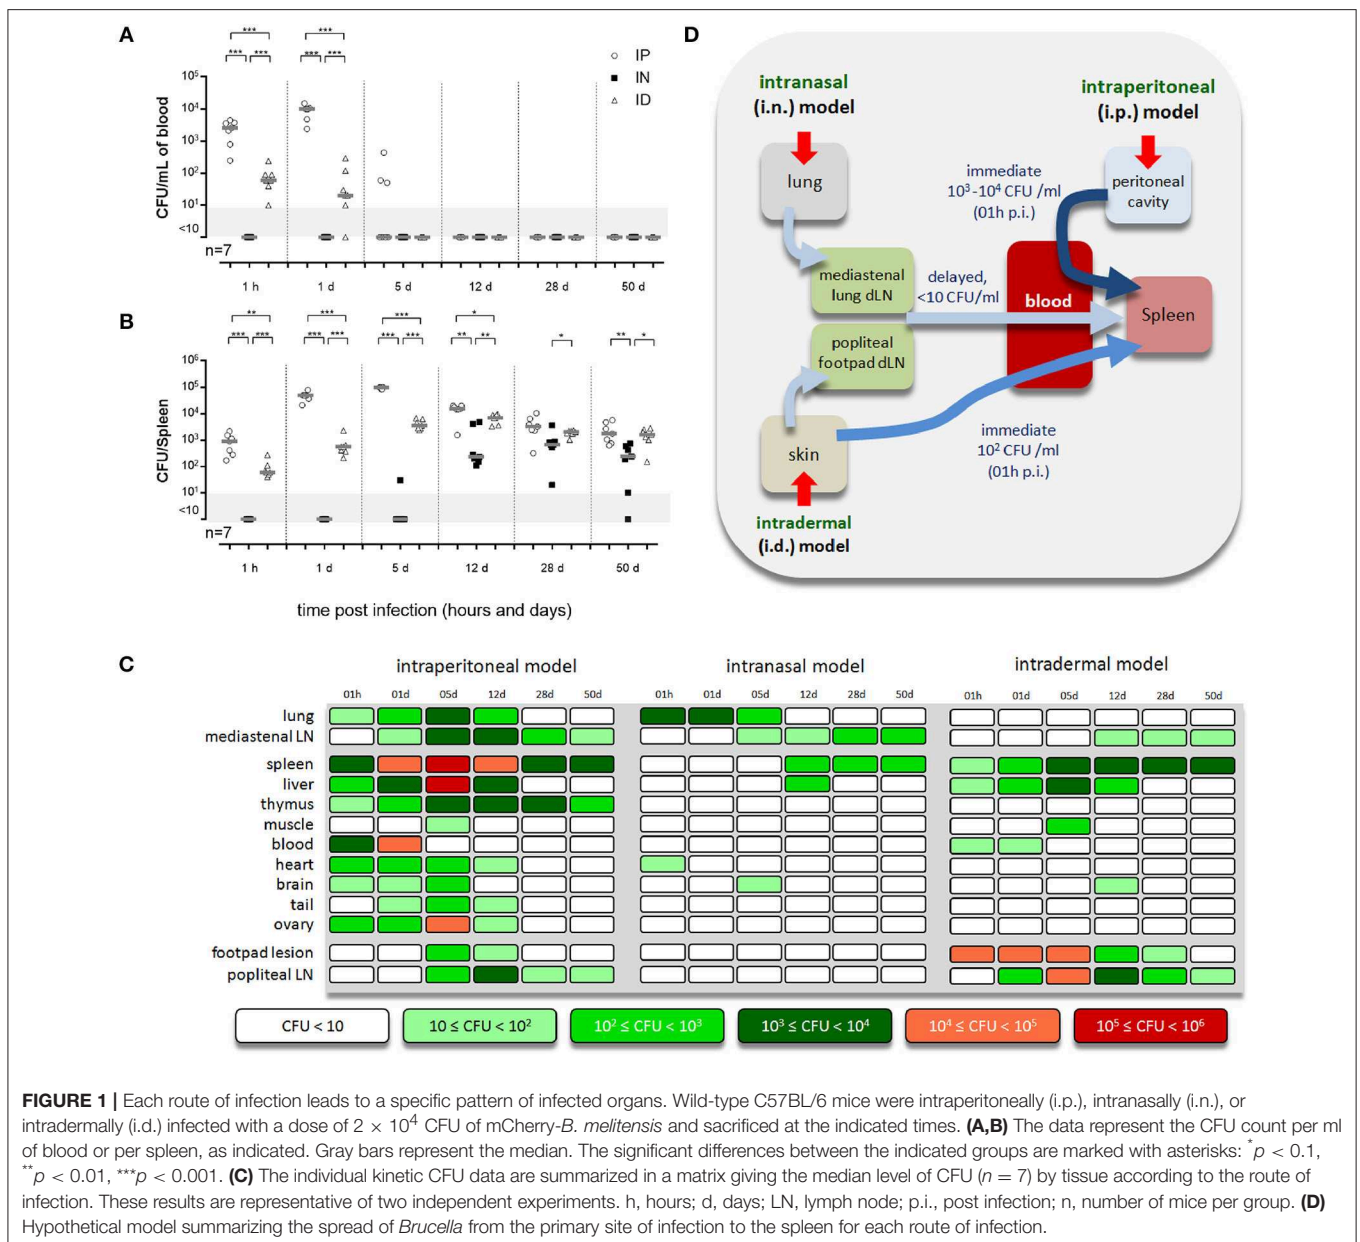 A
*** *** ***
*** *** ***
○ IP
■ IN
△ ID
CFU/mL of blood
10⁵
10⁴
10³
10²
10¹
<10
n=7
1 h 1 d 5 d 12 d 28 d 50 d
B
** *** ***
*** *** ***
*** *** ***
* ** **
*
** *
CFU/Spleen
10⁶
10⁵
10⁴
10³
10²
10¹
<10
n=7
1 h 1 d 5 d 12 d 28 d 50 d
time post infection (hours and days)
D
intranasal
(i.n.) model
intraperitoneal
(i.p.) model
lung
immediate
10³-10⁴ CFU /ml
(01h p.i.)
peritoneal
cavity
mediastenal
lung dLN
delayed,
<10 CFU/ml
blood
Spleen
popliteal
footpad dLN
skin
immediate
10² CFU /ml
(01h p.i.)
intradermal
(i.d.) model
C
intraperitoneal model intranasal model intradermal model
01h 01d 05d 12d 28d 50d 01h 01d 05d 12d 28d 50d 01h 01d 05d 12d 28d 50d
lung
mediastenal LN
spleen
liver
thymus
muscle
blood
heart
brain
tail
ovary
footpad lesion
popliteal LN
CFU < 10 10 ≤ CFU < 10² 10² ≤ CFU < 10³ 10³ ≤ CFU < 10⁴ 10⁴ ≤ CFU < 10⁵ 10⁵ ≤ CFU < 10⁶
FIGURE 1 | Each route of infection leads to a specific pattern of infected organs. Wild-type C57BL/6 mice were intraperitoneally (i.p.), intranasally (i.n.), or
intradermally (i.d.) infected with a dose of 2 × 10⁴ CFU of mCherry-B. melitensis and sacrificed at the indicated times. (A,B) The data represent the CFU count per ml
of blood or per spleen, as indicated. Gray bars represent the median. The significant differences between the indicated groups are marked with asterisks: *p < 0.1,
**p < 0.01, ***p < 0.001. (C) The individual kinetic CFU data are summarized in a matrix giving the median level of CFU (n = 7) by tissue according to the route of
infection. These results are representative of two independent experiments. h, hours; d, days; LN, lymph node; p.i., post infection; n, number of mice per group. (D)
Hypothetical model summarizing the spread of Brucella from the primary site of infection to the spleen for each route of infection.